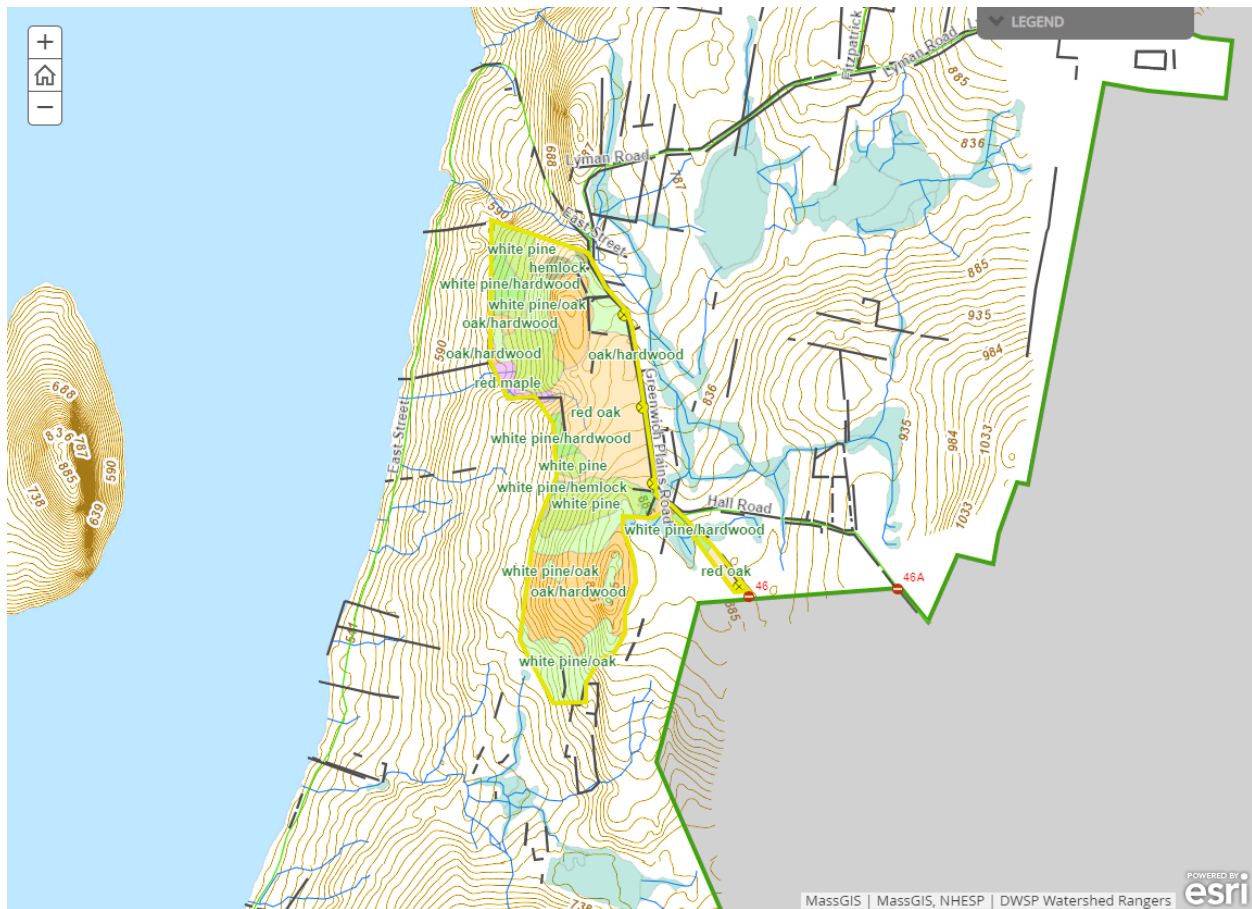 +
−
LEGEND
Fitzpatrick
Lyman Road
885
836
Lyman Road
787
688
590
East Street
white pine
hemlock
white pine/hardwood
white pine/oak
oak/hardwood
885
935
984
590
oak/hardwood
oak/hardwood
red maple
red oak
Greenwich Plains Road
836
688
836
787
885
738
639
590
East Street
white pine/hardwood
white pine
white pine/hemlock
white pine
935
984
1033
1033
Hall Road
white pine/hardwood
white pine/oak
oak/hardwood
red oak
46
46A
885
541
white pine/oak
738
MassGIS | MassGIS, NHESP | DWSP Watershed Rangers
POWERED BY
esri